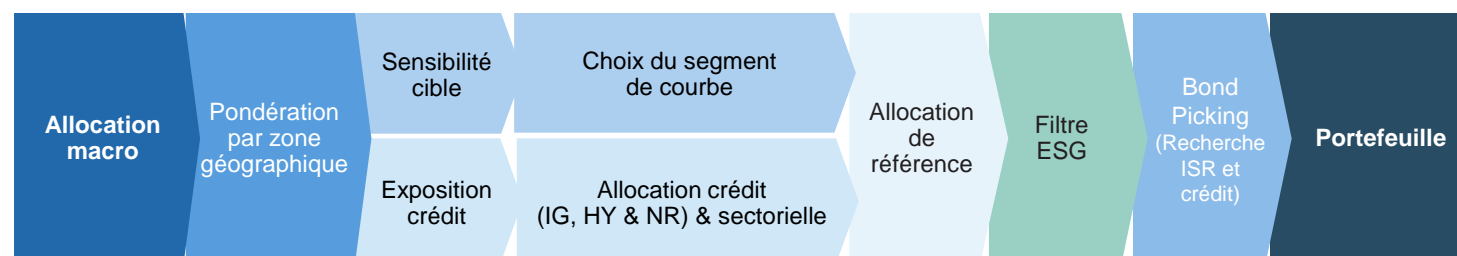 Allocation
macro
Pondération
par zone
géographique
Sensibilité
cible
Choix du segment
de courbe
Exposition
crédit
Allocation crédit
(IG, HY & NR) & sectorielle
Allocation
de
référence
Filtre
ESG
Bond
Picking
(Recherche
ISR et
crédit)
Portefeuille